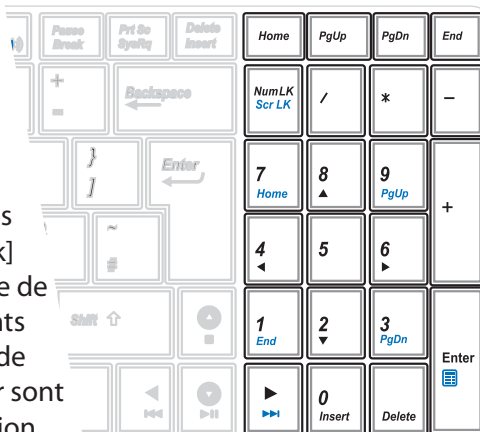 Pause Prt Sc Delete Home PgUp PgDn End
Break SysRq Insert
+ Backspace NumLK / * −
= Scr LK
} Enter 7 8 9 +
] Home PgUp
s
k]
~ 4 5 6
#
e de
nts
Shift 1 2 3
End PgDn Enter
de
r sont
0
Insert Delete
ion